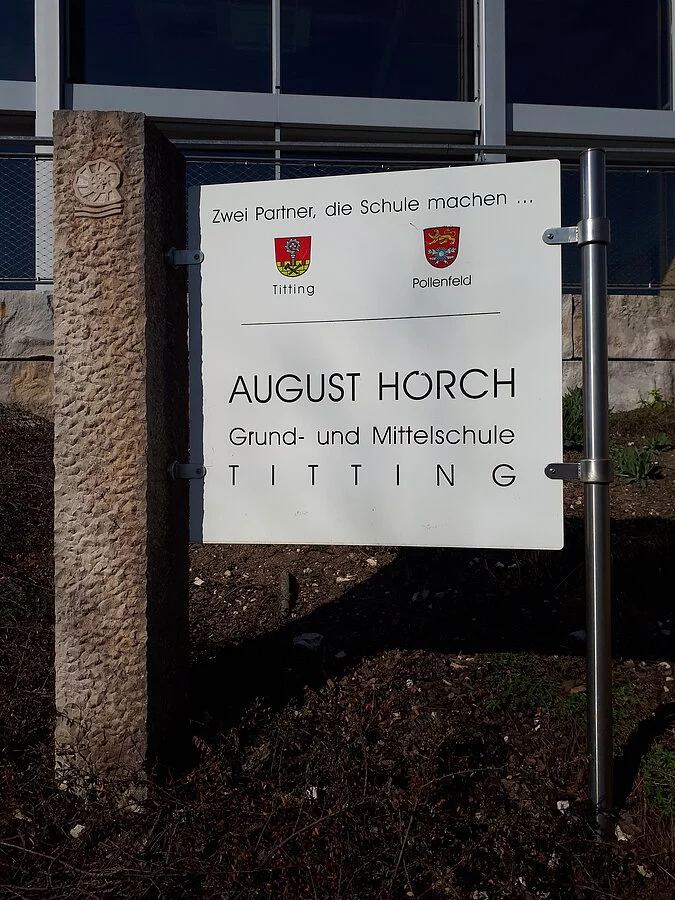 Zwei Partner, die Schule machen ...
Titting
Pollenfeld
AUGUST HORCH
Grund- und Mittelschule
TITTING